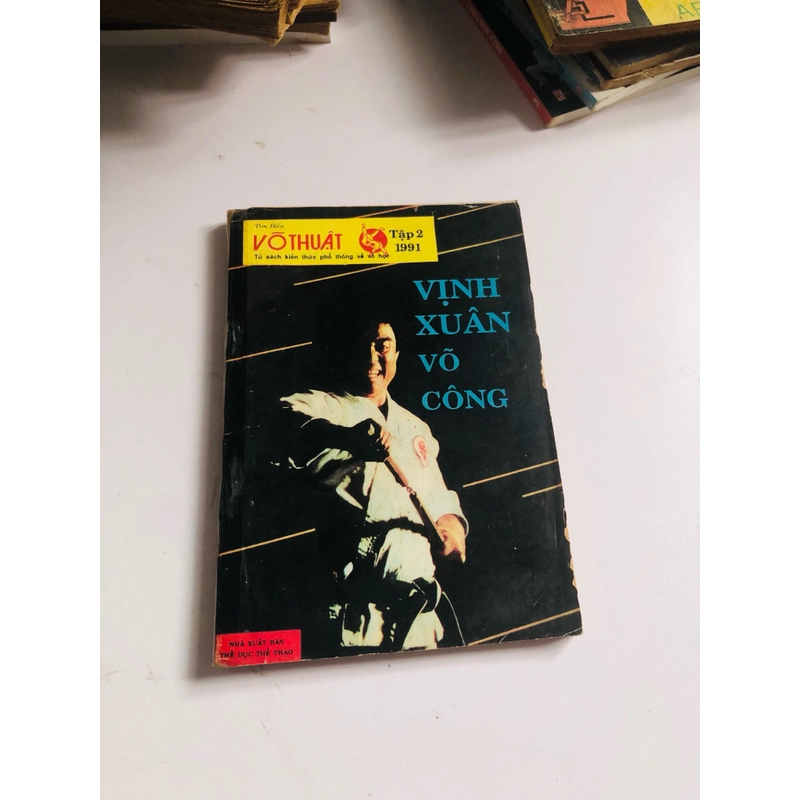 Tìm Hiểu
VÕ THUẬT
Tủ sách kiến thức phổ thông về võ học
Tập 2
1991
VỊNH
XUÂN
VÕ
CÔNG
NHÀ XUẤT BẢN
THỂ DỤC THỂ THAO